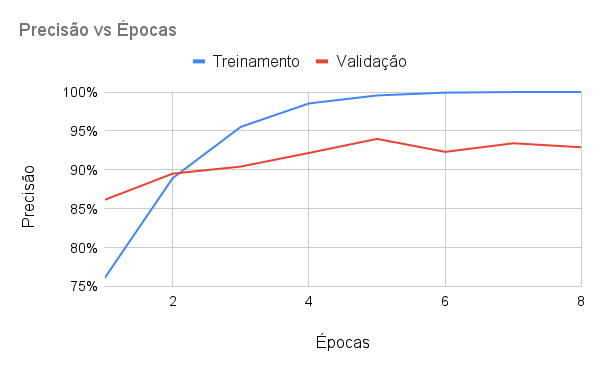 Precisão vs Épocas
Treinamento Validação
100%
95%
90%
85%
80%
75%
Precisão
2 4 6 8
Épocas